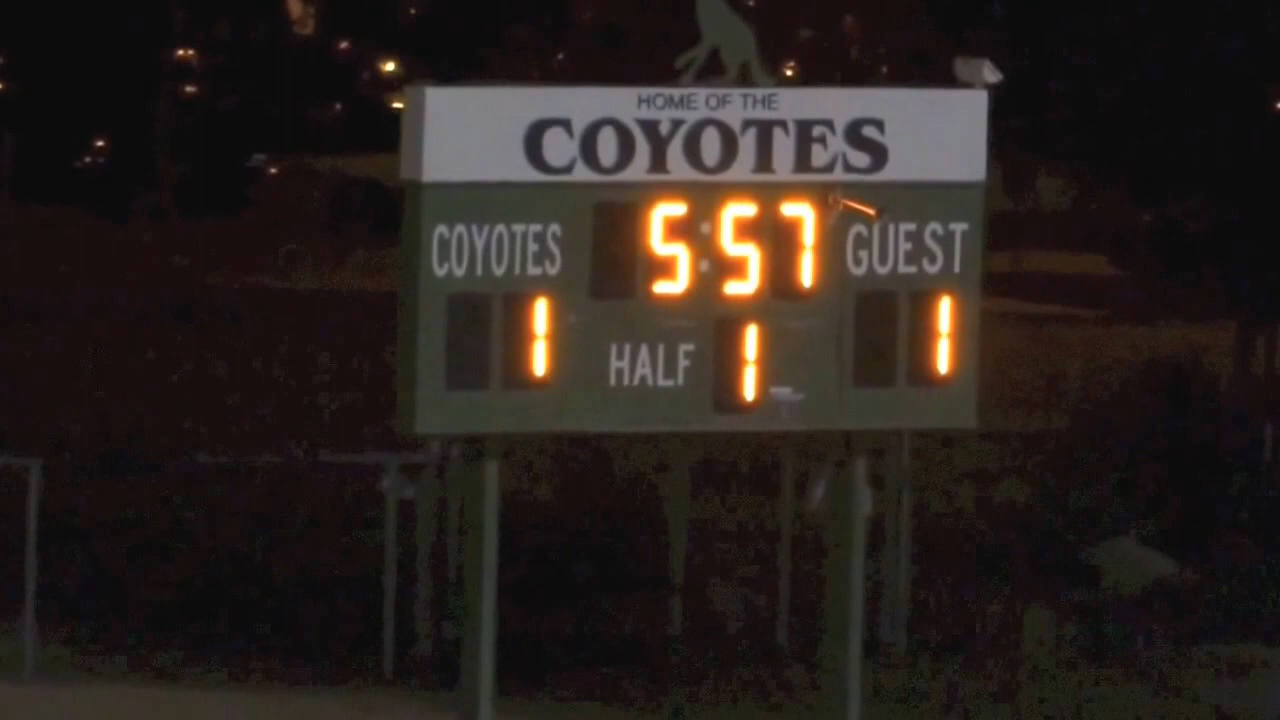 HOME OF THE
COYOTES
COYOTES 5:57 GUEST
1 HALF 1 1